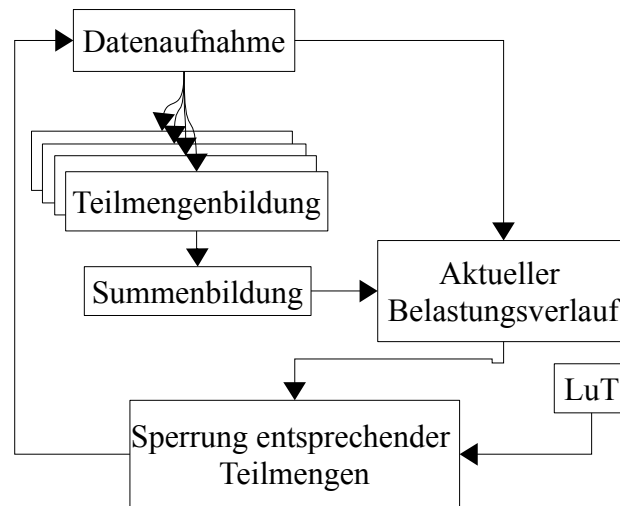 Datenaufnahme
Teilmengenbildung
Summenbildung
Aktueller
Belastungsverlauf
LuT
Sperrung entsprechender
Teilmengen